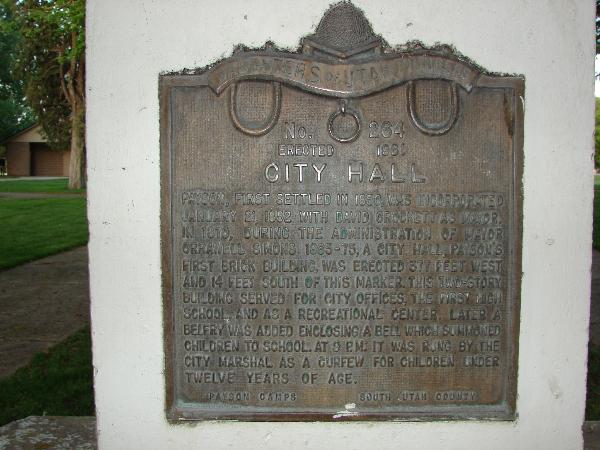 DAUGHTERS OF UTAH PIONEERS
No. 264
ERECTED 1961
CITY HALL
PAYSON, FIRST SETTLED IN 1850, WAS INCORPORATED
JANUARY 21, 1852 WITH DAVID CROCKETT AS MAYOR.
IN 1870, DURING THE ADMINISTRATION OF MAYOR
ORRAWELL SIMONS, 1865-75, A CITY HALL, PAYSON'S
FIRST BRICK BUILDING, WAS ERECTED 377 FEET WEST
AND 14 FEET SOUTH OF THIS MARKER. THIS TWO-STORY
BUILDING SERVED FOR CITY OFFICES, THE FIRST HIGH
SCHOOL, AND AS A RECREATIONAL CENTER. LATER A
BELFRY WAS ADDED ENCLOSING A BELL WHICH SUMMONED
CHILDREN TO SCHOOL. AT 9 P.M. IT WAS RUNG BY THE
CITY MARSHAL AS A CURFEW FOR CHILDREN UNDER
TWELVE YEARS OF AGE.
PAYSON CAMPS SOUTH UTAH COUNTY